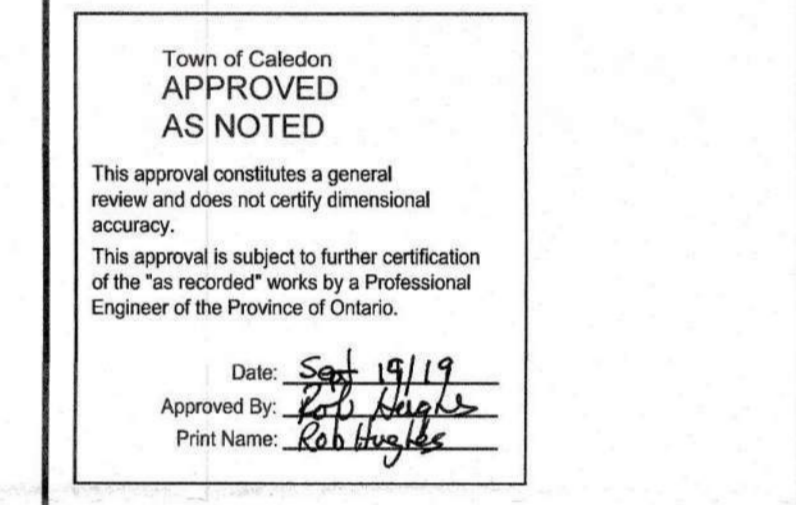 Town of Caledon
APPROVED
AS NOTED
This approval constitutes a general
review and does not certify dimensional
accuracy.
This approval is subject to further certification
of the "as recorded" works by a Professional
Engineer of the Province of Ontario.
Date: Sept 19/19
Approved By: Rob Hughes
Print Name: Rob Hughes